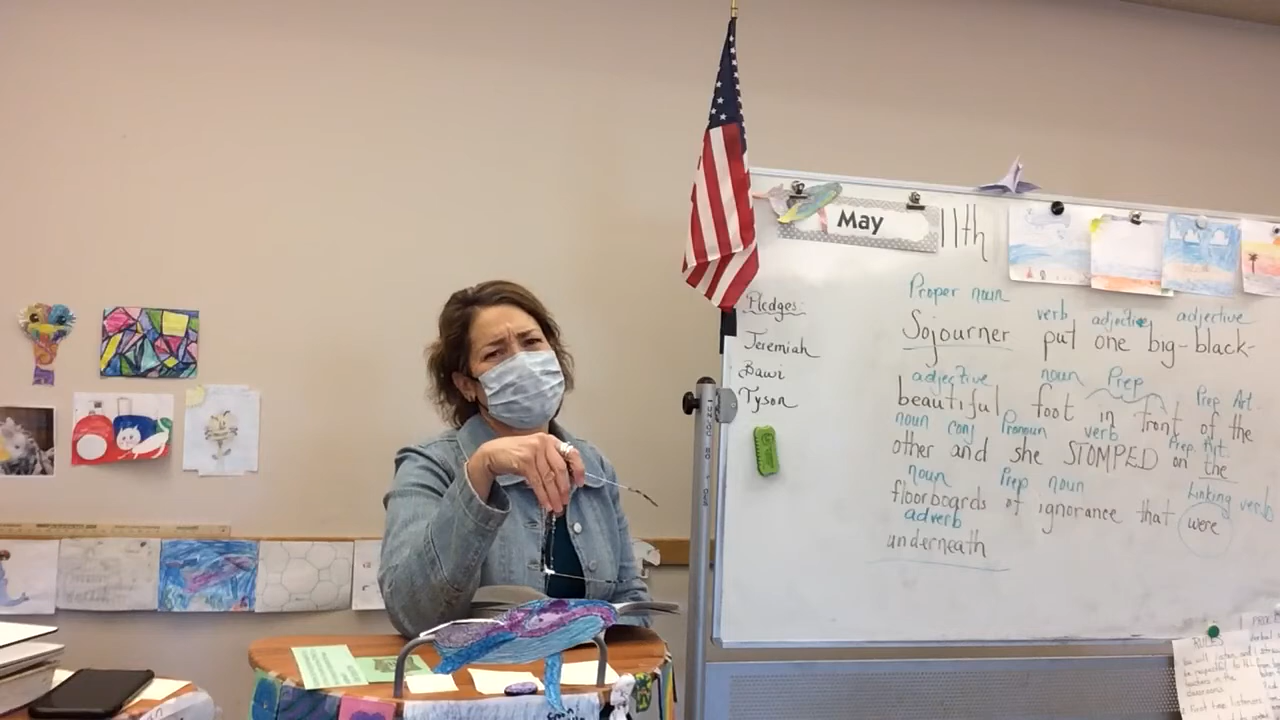 May 11th
Pledges:
Jeremiah
Bawi
Tyson
Proper noun
verb adjective adjective
Sojourner put one big-black-
adjective noun Prep Prep. Art.
beautiful foot in front of the
noun conj Pronoun verb Prep. Art.
other and she STOMPED on the
noun Prep noun Linking verb
floorboards of ignorance that were
adverb
underneath
RULES